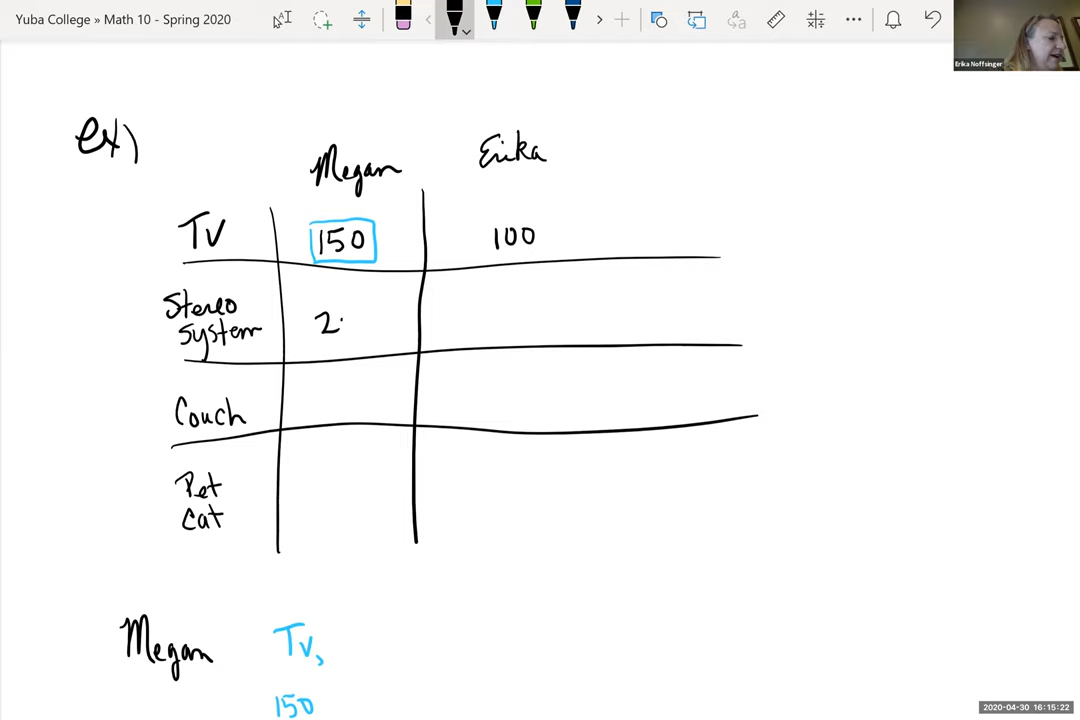 Yuba College » Math 10 - Spring 2020
Erika Noffsinger
ex)
Megan Erika
TV 150 100
Stereo
System 2
Couch
Pet
Cat
Megan TV,
150
2020-04-30 16:15:22